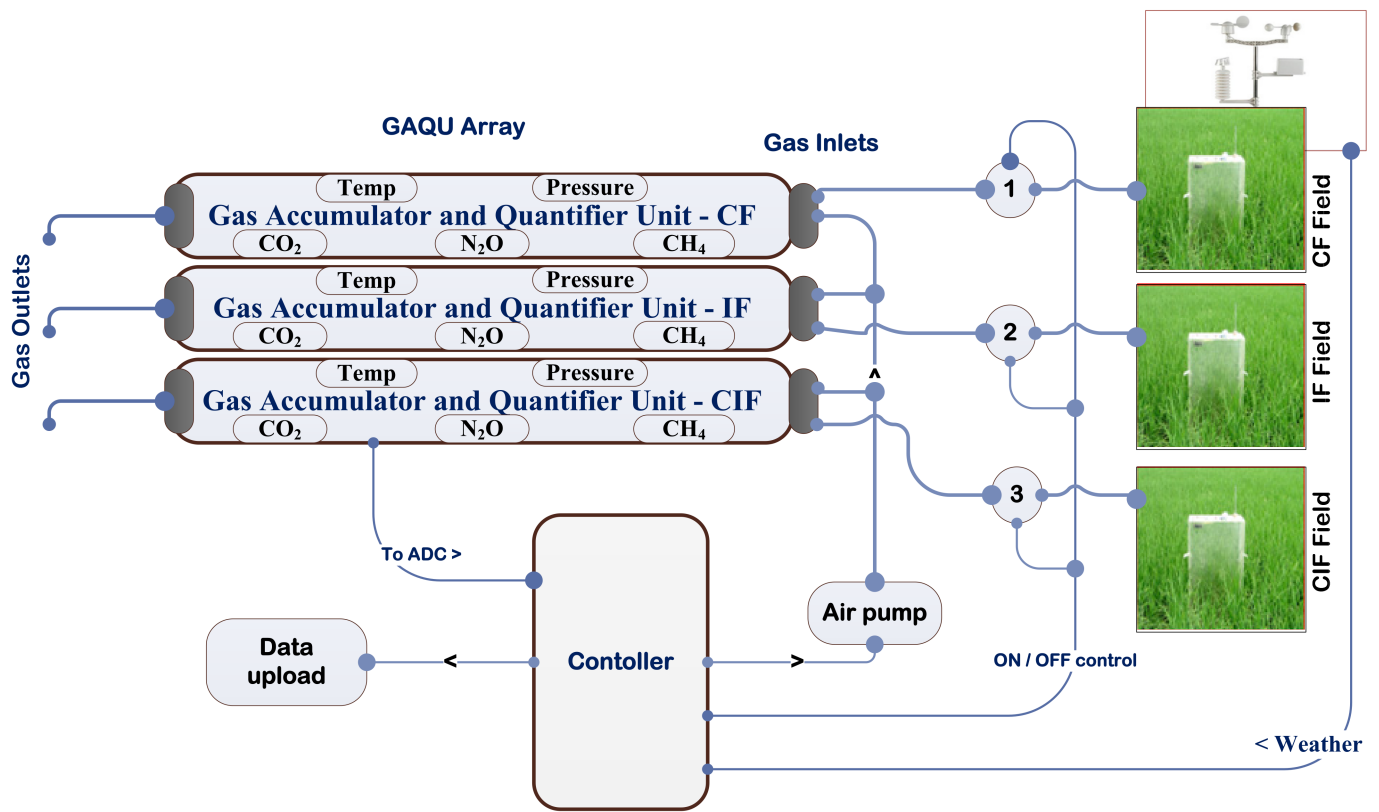 GAQU Array
Gas Inlets
Temp
Pressure
Gas Accumulator and Quantifier Unit - CF
CO₂
N₂O
CH₄
Temp
Pressure
Gas Accumulator and Quantifier Unit - IF
CO₂
N₂O
CH₄
Temp
Pressure
Gas Accumulator and Quantifier Unit - CIF
CO₂
N₂O
CH₄
Gas Outlets
1
2
3
CF Field
IF Field
CIF Field
^
To ADC >
Air pump
Data
upload
<
Contoller
>
ON / OFF control
< Weather